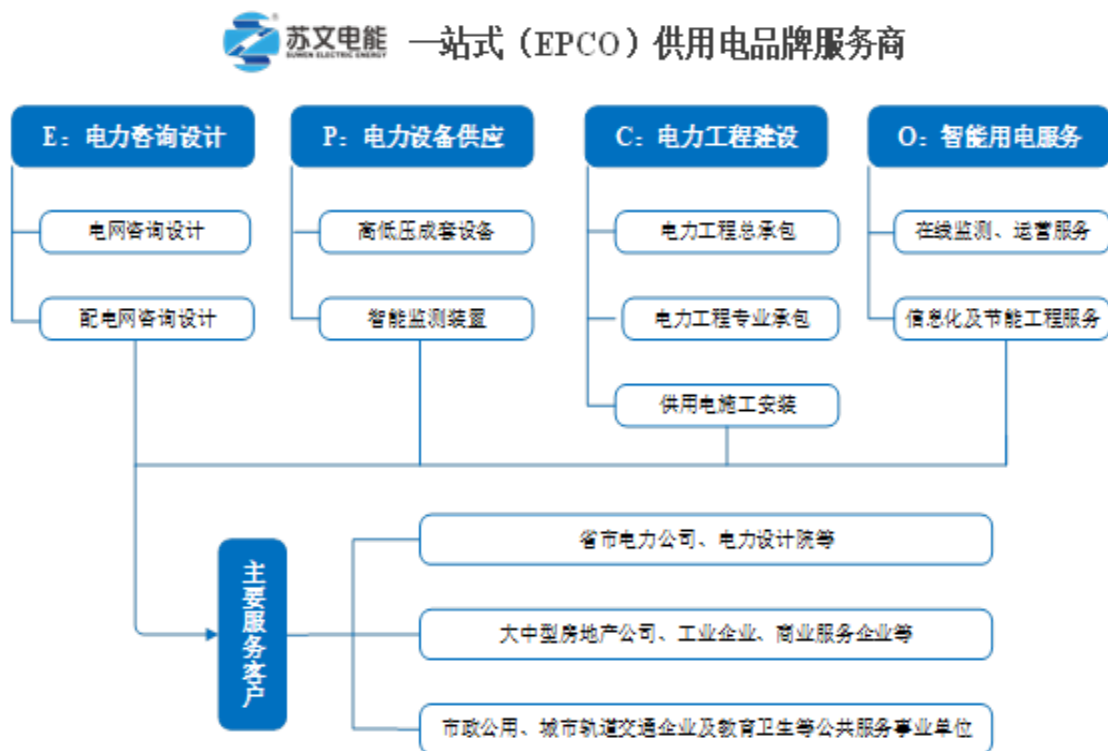 苏文电能
SUWEN ELECTRIC ENERGY
一站式（EPCO）供用电品牌服务商
E：电力咨询设计
P：电力设备供应
C：电力工程建设
O：智能用电服务
电网咨询设计
高低压成套设备
电力工程总承包
在线监测、运营服务
配电网咨询设计
智能监测装置
电力工程专业承包
信息化及节能工程服务
供用电施工安装
主要服务客户
省市电力公司、电力设计院等
大中型房地产公司、工业企业、商业服务企业等
市政公用、城市轨道交通企业及教育卫生等公共服务事业单位